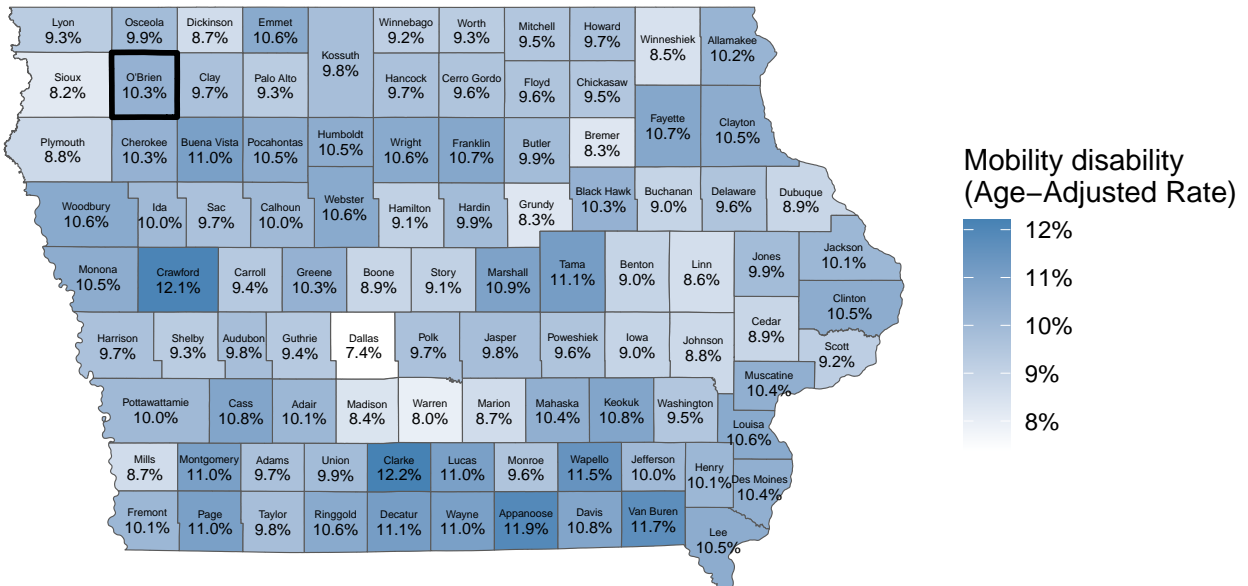 Lyon
9.3%
Osceola
9.9%
Dickinson
8.7%
Emmet
10.6%
Kossuth
9.8%
Winnebago
9.2%
Worth
9.3%
Mitchell
9.5%
Howard
9.7%
Winneshiek
8.5%
Allamakee
10.2%
Sioux
8.2%
O'Brien
10.3%
Clay
9.7%
Palo Alto
9.3%
Hancock
9.7%
Cerro Gordo
9.6%
Floyd
9.6%
Chickasaw
9.5%
Fayette
10.7%
Clayton
10.5%
Plymouth
8.8%
Cherokee
10.3%
Buena Vista
11.0%
Pocahontas
10.5%
Humboldt
10.5%
Wright
10.6%
Franklin
10.7%
Butler
9.9%
Bremer
8.3%
Woodbury
10.6%
Ida
10.0%
Sac
9.7%
Calhoun
10.0%
Webster
10.6%
Hamilton
9.1%
Hardin
9.9%
Grundy
8.3%
Black Hawk
10.3%
Buchanan
9.0%
Delaware
9.6%
Dubuque
8.9%
Monona
10.5%
Crawford
12.1%
Carroll
9.4%
Greene
10.3%
Boone
8.9%
Story
9.1%
Marshall
10.9%
Tama
11.1%
Benton
9.0%
Linn
8.6%
Jones
9.9%
Jackson
10.1%
Clinton
10.5%
Harrison
9.7%
Shelby
9.3%
Audubon
9.8%
Guthrie
9.4%
Dallas
7.4%
Polk
9.7%
Jasper
9.8%
Poweshiek
9.6%
Iowa
9.0%
Johnson
8.8%
Cedar
8.9%
Scott
9.2%
Muscatine
10.4%
Pottawattamie
10.0%
Cass
10.8%
Adair
10.1%
Madison
8.4%
Warren
8.0%
Marion
8.7%
Mahaska
10.4%
Keokuk
10.8%
Washington
9.5%
Louisa
10.6%
Mills
8.7%
Montgomery
11.0%
Adams
9.7%
Union
9.9%
Clarke
12.2%
Lucas
11.0%
Monroe
9.6%
Wapello
11.5%
Jefferson
10.0%
Henry
10.1%
Des Moines
10.4%
Fremont
10.1%
Page
11.0%
Taylor
9.8%
Ringgold
10.6%
Decatur
11.1%
Wayne
11.0%
Appanoose
11.9%
Davis
10.8%
Van Buren
11.7%
Lee
10.5%
Mobility disability
(Age−Adjusted Rate)
12%
11%
10%
9%
8%